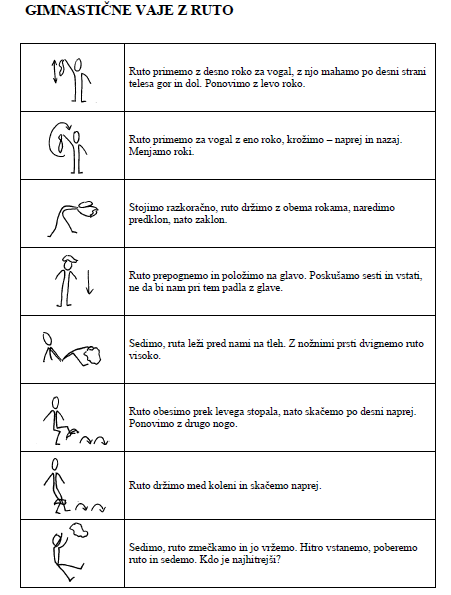 GIMNASTIČNE VAJE Z RUTO
Ruto primemo z desno roko za vogal, z njo mahamo po desni strani
telesa gor in dol. Ponovimo z levo roko.
Ruto primemo za vogal z eno roko, krožimo – naprej in nazaj.
Menjamo roki.
Stojimo razkoračno, ruto držimo z obema rokama, naredimo
predklon, nato zaklon.
Ruto prepognemo in položimo na glavo. Poskušamo sesti in vstati,
ne da bi nam pri tem padla z glave.
Sedimo, ruta leži pred nami na tleh. Z nožnimi prsti dvignemo ruto
visoko.
Ruto obesimo prek levega stopala, nato skačemo po desni naprej.
Ponovimo z drugo nogo.
Ruto držimo med koleni in skačemo naprej.
Sedimo, ruto zmečkamo in jo vržemo. Hitro vstanemo, poberemo
ruto in sedemo. Kdo je najhitrejši?